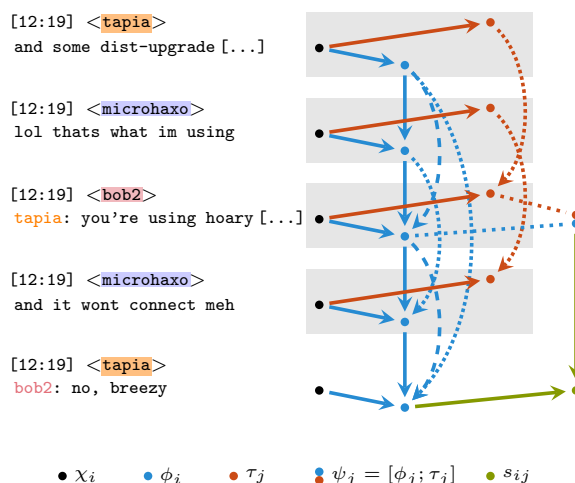 [12:19] <tapia>
and some dist-upgrade [...]
[12:19] <microhaxo>
lol thats what im using
[12:19] <bob2>
tapia: you're using hoary [...]
[12:19] <microhaxo>
and it wont connect meh
[12:19] <tapia>
bob2: no, breezy
χᵢ ϕᵢ τⱼ ψⱼ = [ϕⱼ; τⱼ] sᵢⱼ